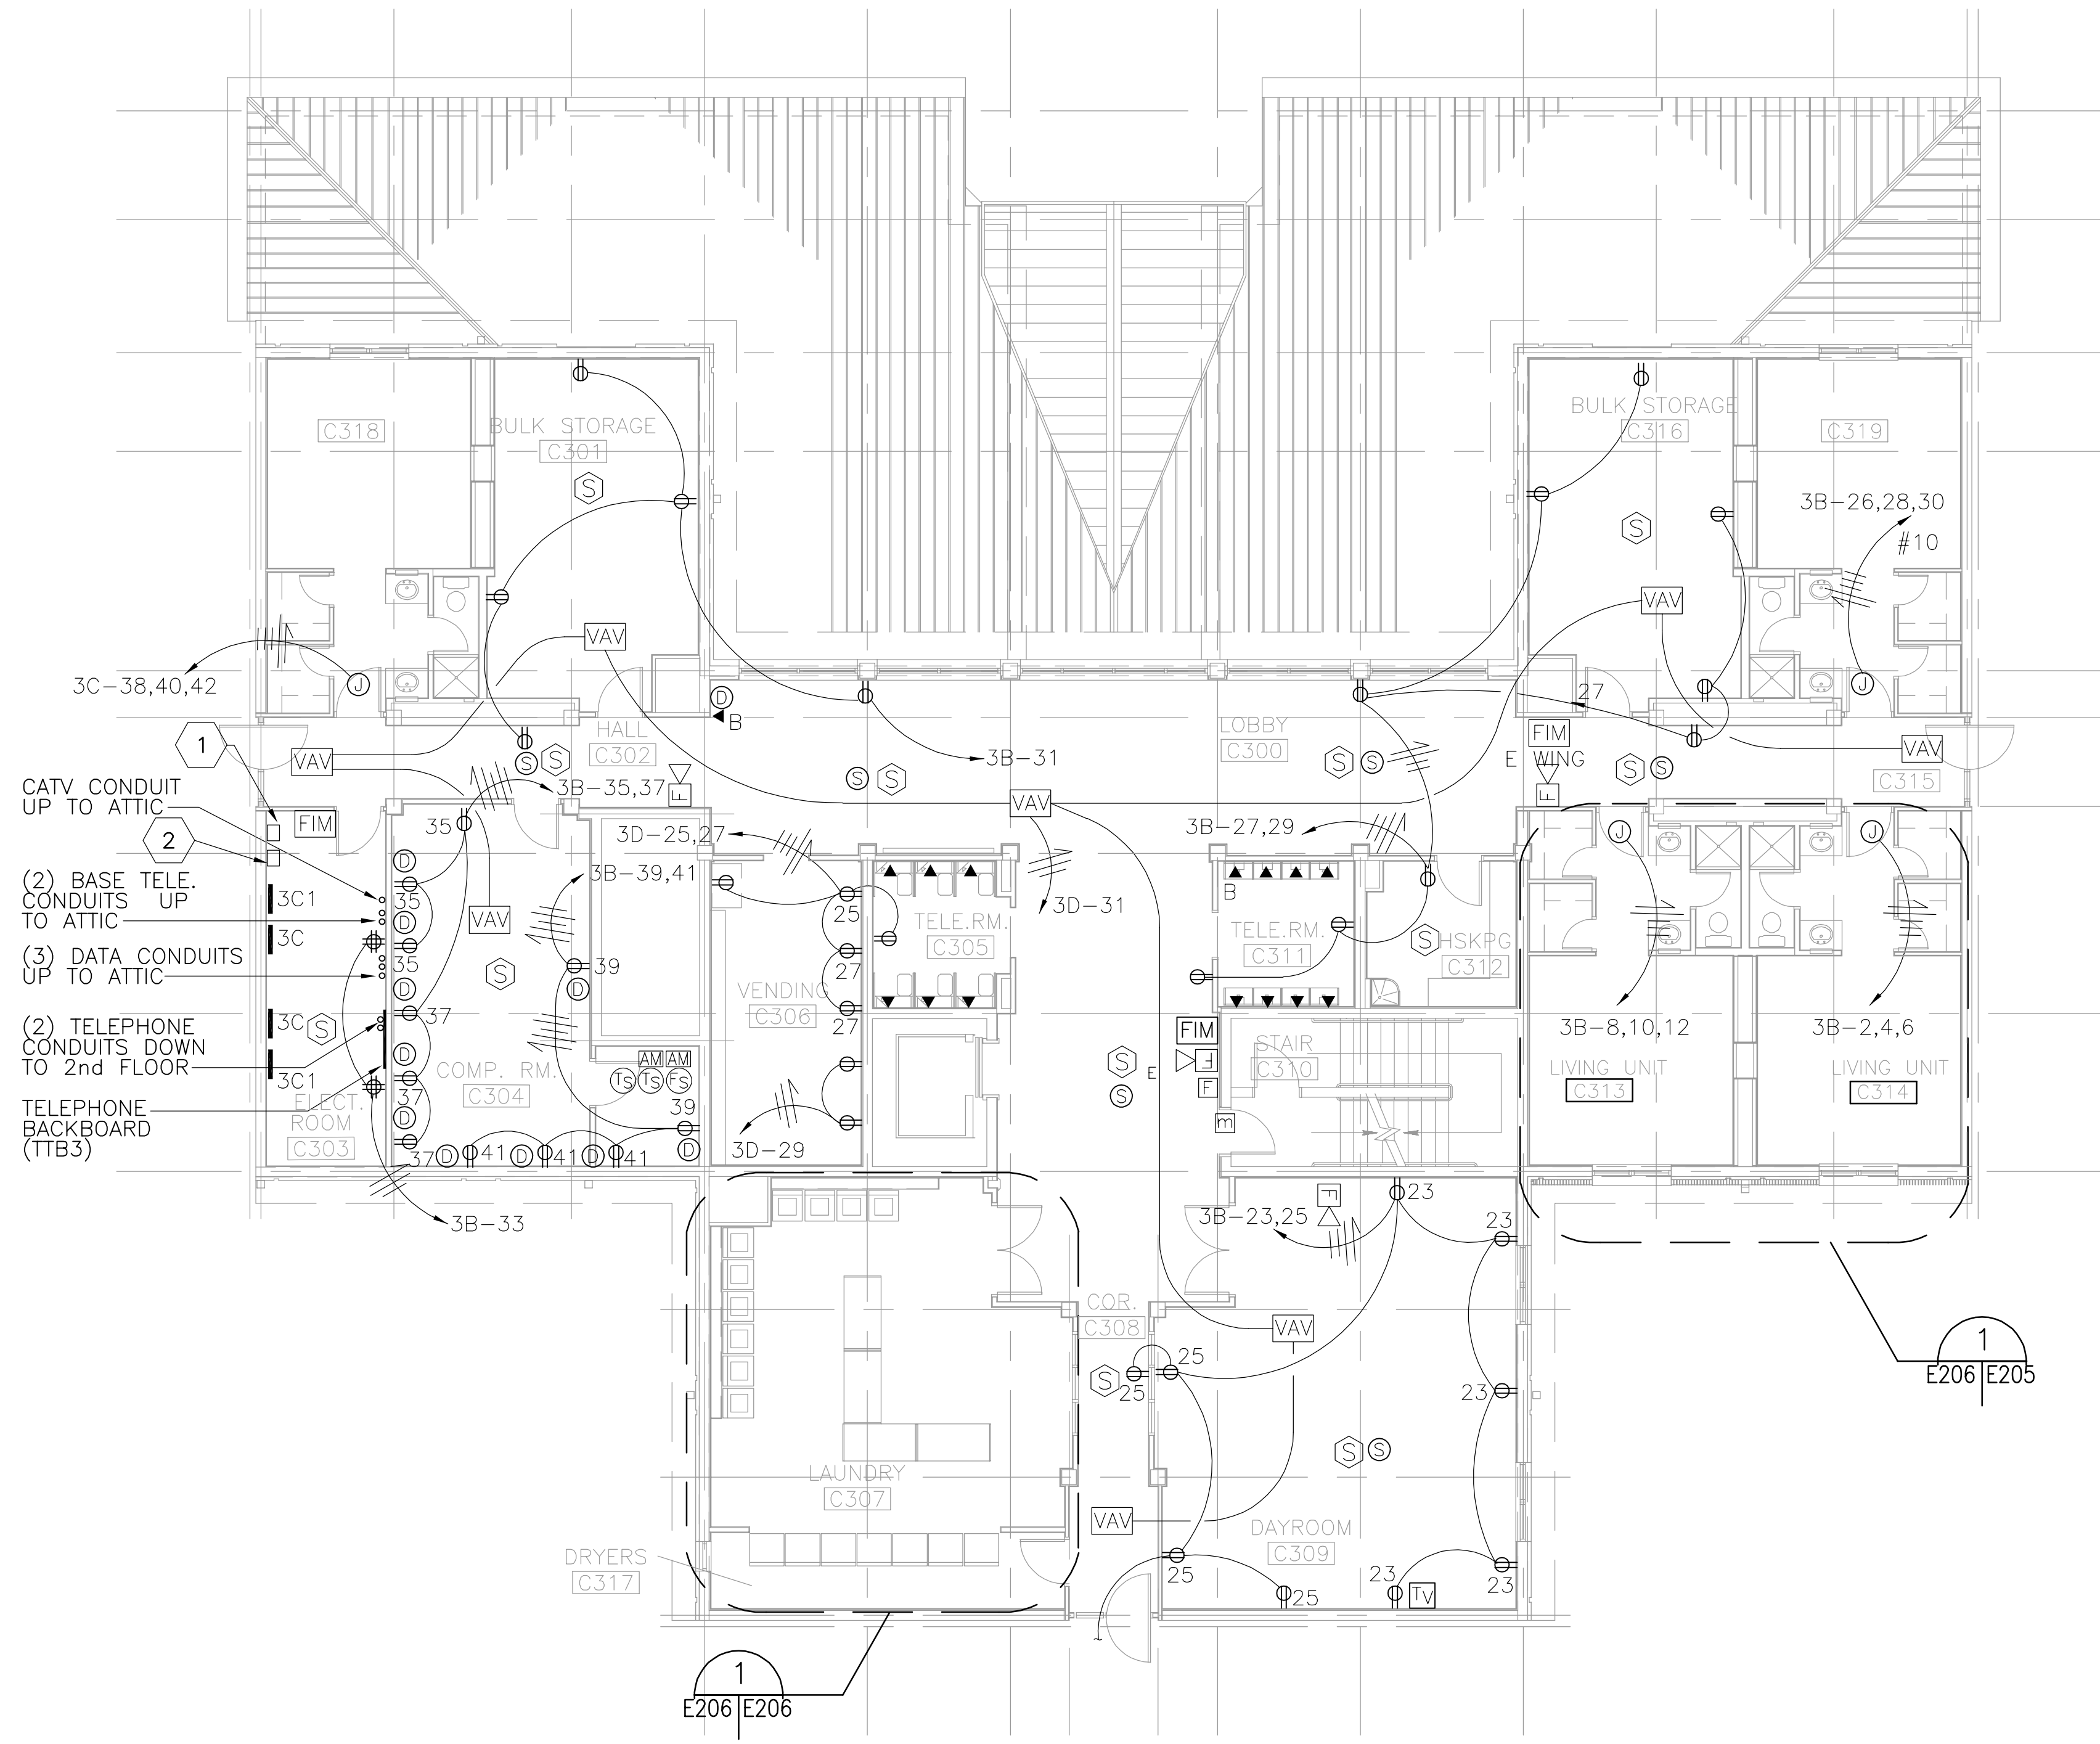 BULK STORAGE
C318
C301
S
BULK STORAGE
C316
C319
3B-26,28,30
#10
S
S
VAV
VAV
3C-38,40,42
J
J
27
D
B
1
HALL
C302
LOBBY
C300
FIM
E WING
VAV
S
S
3B-31
S
S
S
S
S
S
VAV
C315
CATV CONDUIT
UP TO ATTIC
3B-35,37
F
F
VAV
FIM
35
3D-25,27
3B-27,29
2
J
J
D
3B-39,41
(2) BASE TELE.
CONDUITS UP
TO ATTIC
3C1
35
D
VAV
25
TELE.RM.
C305
3D-31
B
TELE.RM.
C311
S
HSKPG
C312
3C
(3) DATA CONDUITS
UP TO ATTIC
35
D
S
39
D
27
VENDING
C306
27
3C
S
37
(2) TELEPHONE
CONDUITS DOWN
TO 2nd FLOOR
D
FIM
3B-8,10,12
3B-2,4,6
3C1
COMP. RM.
C304
AM
AM
TS
TS
FS
S
E
F
STAIR
C310
LIVING UNIT
C313
LIVING UNIT
C314
S
F
TELEPHONE
BACKBOARD
(TTB3)
ELECT.
ROOM
C303
37
D
39
m
37
D
41
D
41
D
41
D
3D-29
3B-33
3B-23,25
F
23
23
COR.
C308
VAV
25
S
25
1
E206
E205
23
S
S
LAUNDRY
C307
VAV
DAYROOM
C309
DRYERS
C317
25
25
23
TV
23
1
E206
E206